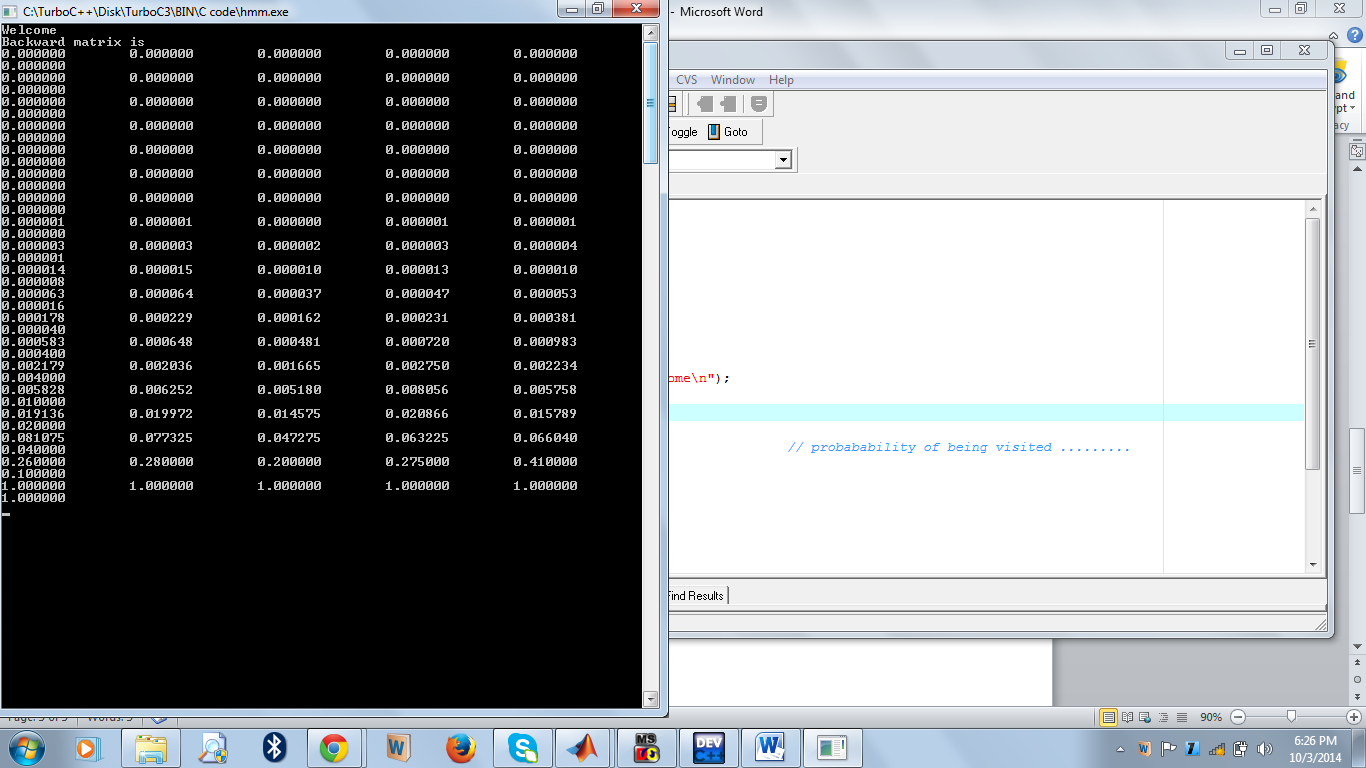 C:\TurboC++\Disk\TurboC3\BIN\C code\hmm.exe
Welcome
Backward matrix is
0.000000 0.000000 0.000000 0.000000 0.000000
0.000000
0.000000 0.000000 0.000000 0.000000 0.000000
0.000000
0.000000 0.000000 0.000000 0.000000 0.000000
0.000000
0.000000 0.000000 0.000000 0.000000 0.000000
0.000000
0.000000 0.000000 0.000000 0.000000 0.000000
0.000000
0.000000 0.000000 0.000000 0.000000 0.000000
0.000000
0.000000 0.000000 0.000000 0.000000 0.000000
0.000000
0.000001 0.000001 0.000000 0.000001 0.000001
0.000000
0.000003 0.000003 0.000002 0.000003 0.000004
0.000001
0.000014 0.000015 0.000010 0.000013 0.000010
0.000008
0.000063 0.000064 0.000037 0.000047 0.000053
0.000016
0.000178 0.000229 0.000162 0.000231 0.000381
0.000040
0.000583 0.000648 0.000481 0.000720 0.000983
0.000400
0.002179 0.002036 0.001665 0.002750 0.002234
0.004000
0.005828 0.006252 0.005180 0.008056 0.005758
0.010000
0.019136 0.019972 0.014575 0.020866 0.015789
0.020000
0.081075 0.077325 0.047275 0.063225 0.066040
0.040000
0.260000 0.280000 0.200000 0.275000 0.410000
0.100000
1.000000 1.000000 1.000000 1.000000 1.000000
1.000000
- Microsoft Word
CVS Window Help
oggle Goto
and
ypt
acy
ome\n");
// probabability of being visited .........
Find Results
Page: 5 of 5 Words: 5
90%
MS
DEV C++
6:26 PM
10/3/2014